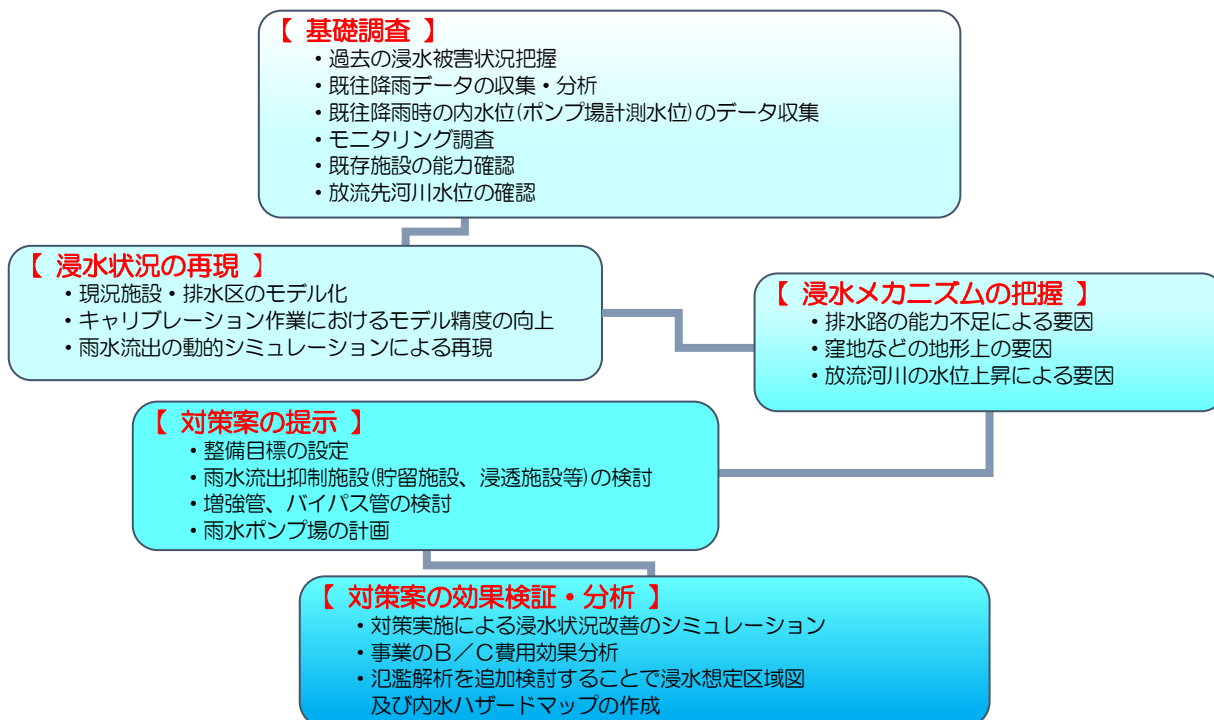 【 基礎調査 】
・過去の浸水被害状況把握
・既往降雨データの収集・分析
・既往降雨時の内水位(ポンプ場計測水位)のデータ収集
・モニタリング調査
・既存施設の能力確認
・放流先河川水位の確認
【 浸水状況の再現 】
・現況施設・排水区のモデル化
・キャリブレーション作業におけるモデル精度の向上
・雨水流出の動的シミュレーションによる再現
【 浸水メカニズムの把握 】
・排水路の能力不足による要因
・窪地などの地形上の要因
・放流河川の水位上昇による要因
【 対策案の提示 】
・整備目標の設定
・雨水流出抑制施設(貯留施設、浸透施設等)の検討
・増強管、バイパス管の検討
・雨水ポンプ場の計画
【 対策案の効果検証・分析 】
・対策実施による浸水状況改善のシミュレーション
・事業のB/C費用効果分析
・氾濫解析を追加検討することで浸水想定区域図
及び内水ハザードマップの作成